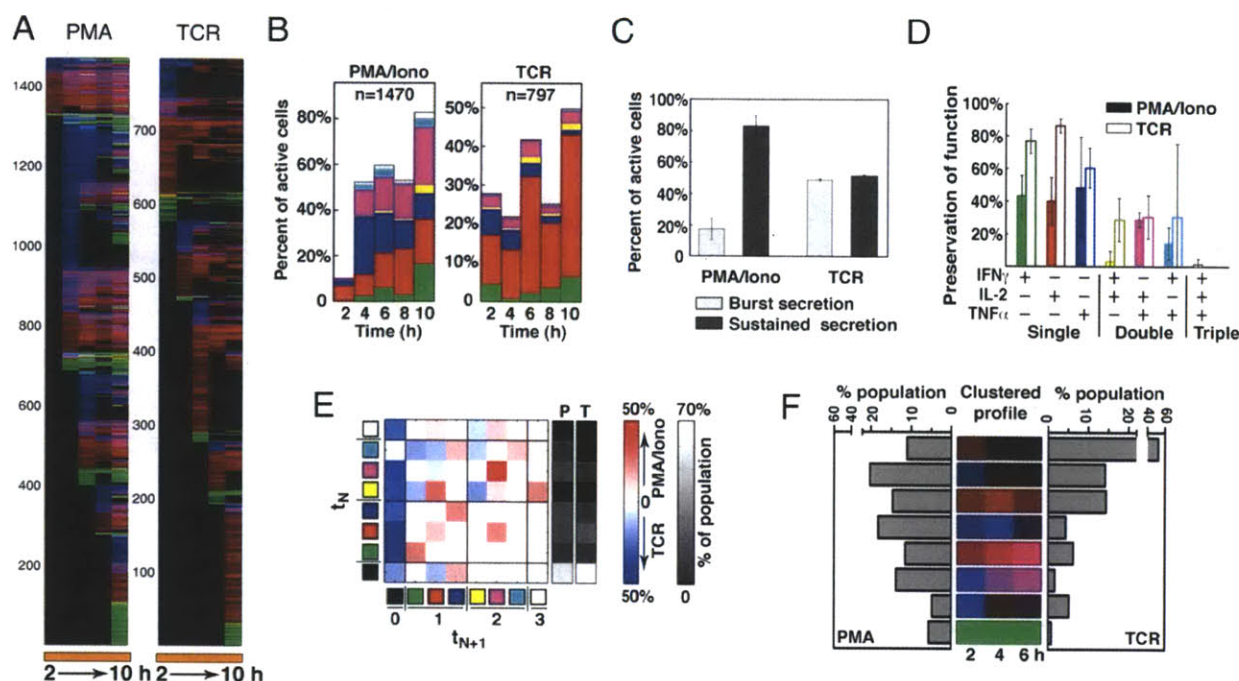 A
PMA
TCR
1400
1200
1000
800
600
400
200
700
600
500
400
300
200
100
2 → 10 h
2 → 10 h
B
PMA/Iono
n=1470
TCR
n=797
Percent of active cells
80%
60%
40%
20%
0
50%
40%
30%
20%
10%
0
2 4 6 8 10
Time (h)
2 4 6 8 10
Time (h)
C
Percent of active cells
100%
80%
60%
40%
20%
0
PMA/Iono
TCR
Burst secretion
Sustained secretion
D
Preservation of function
100%
80%
60%
40%
20%
PMA/Iono
TCR
IFNγ + − − + − + +
IL-2 − + − + + − +
TNFα − − + − + + +
Single Double Triple
E
P T
50%
70%
t_N
PMA/Iono
0
TCR
% of population
50%
0
0 1 2 3
t_N+1
F
% population
Clustered profile
% population
60 40 20 10 0
0 10 20 40 60
PMA
TCR
2 4 6 h